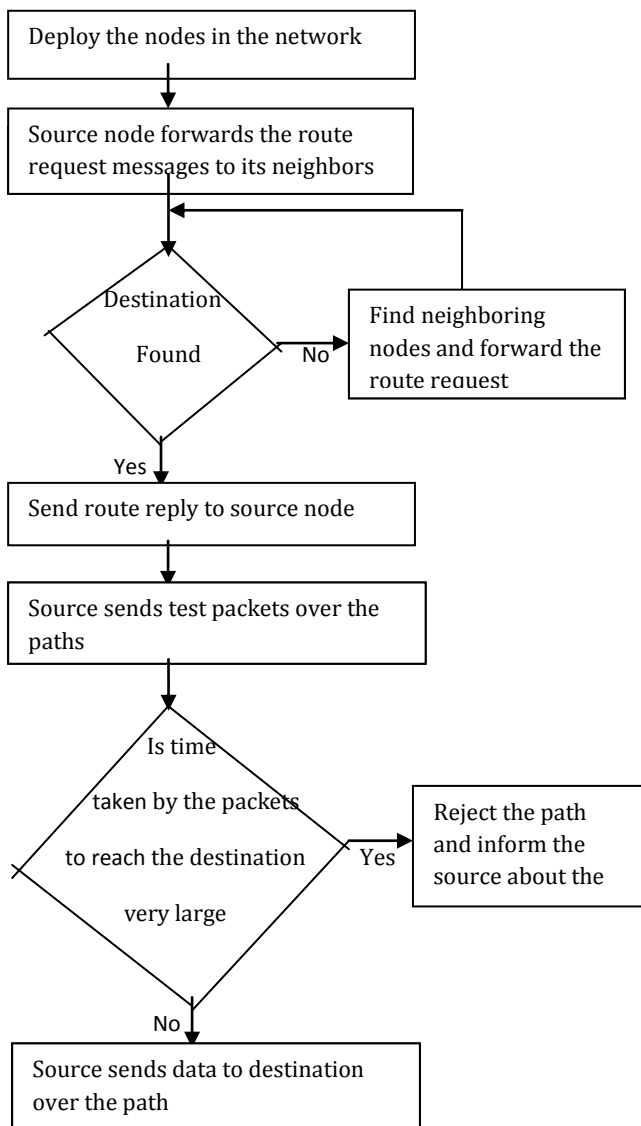 Deploy the nodes in the network
Source node forwards the route
request messages to its neighbors
Destination
Found
No
Find neighboring
nodes and forward the
route request
Yes
Send route reply to source node
Source sends test packets over the
paths
Is time
taken by the packets
to reach the destination
very large
Yes
Reject the path
and inform the
source about the
No
Source sends data to destination
over the path